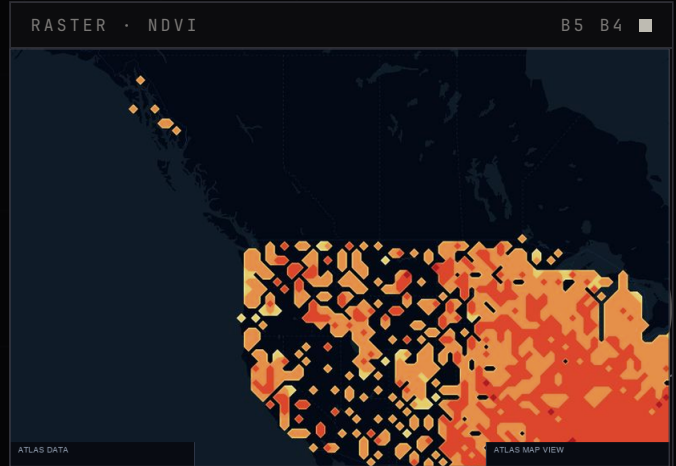 RASTER · NDVI
B5 B4
ATLAS DATA
ATLAS MAP VIEW